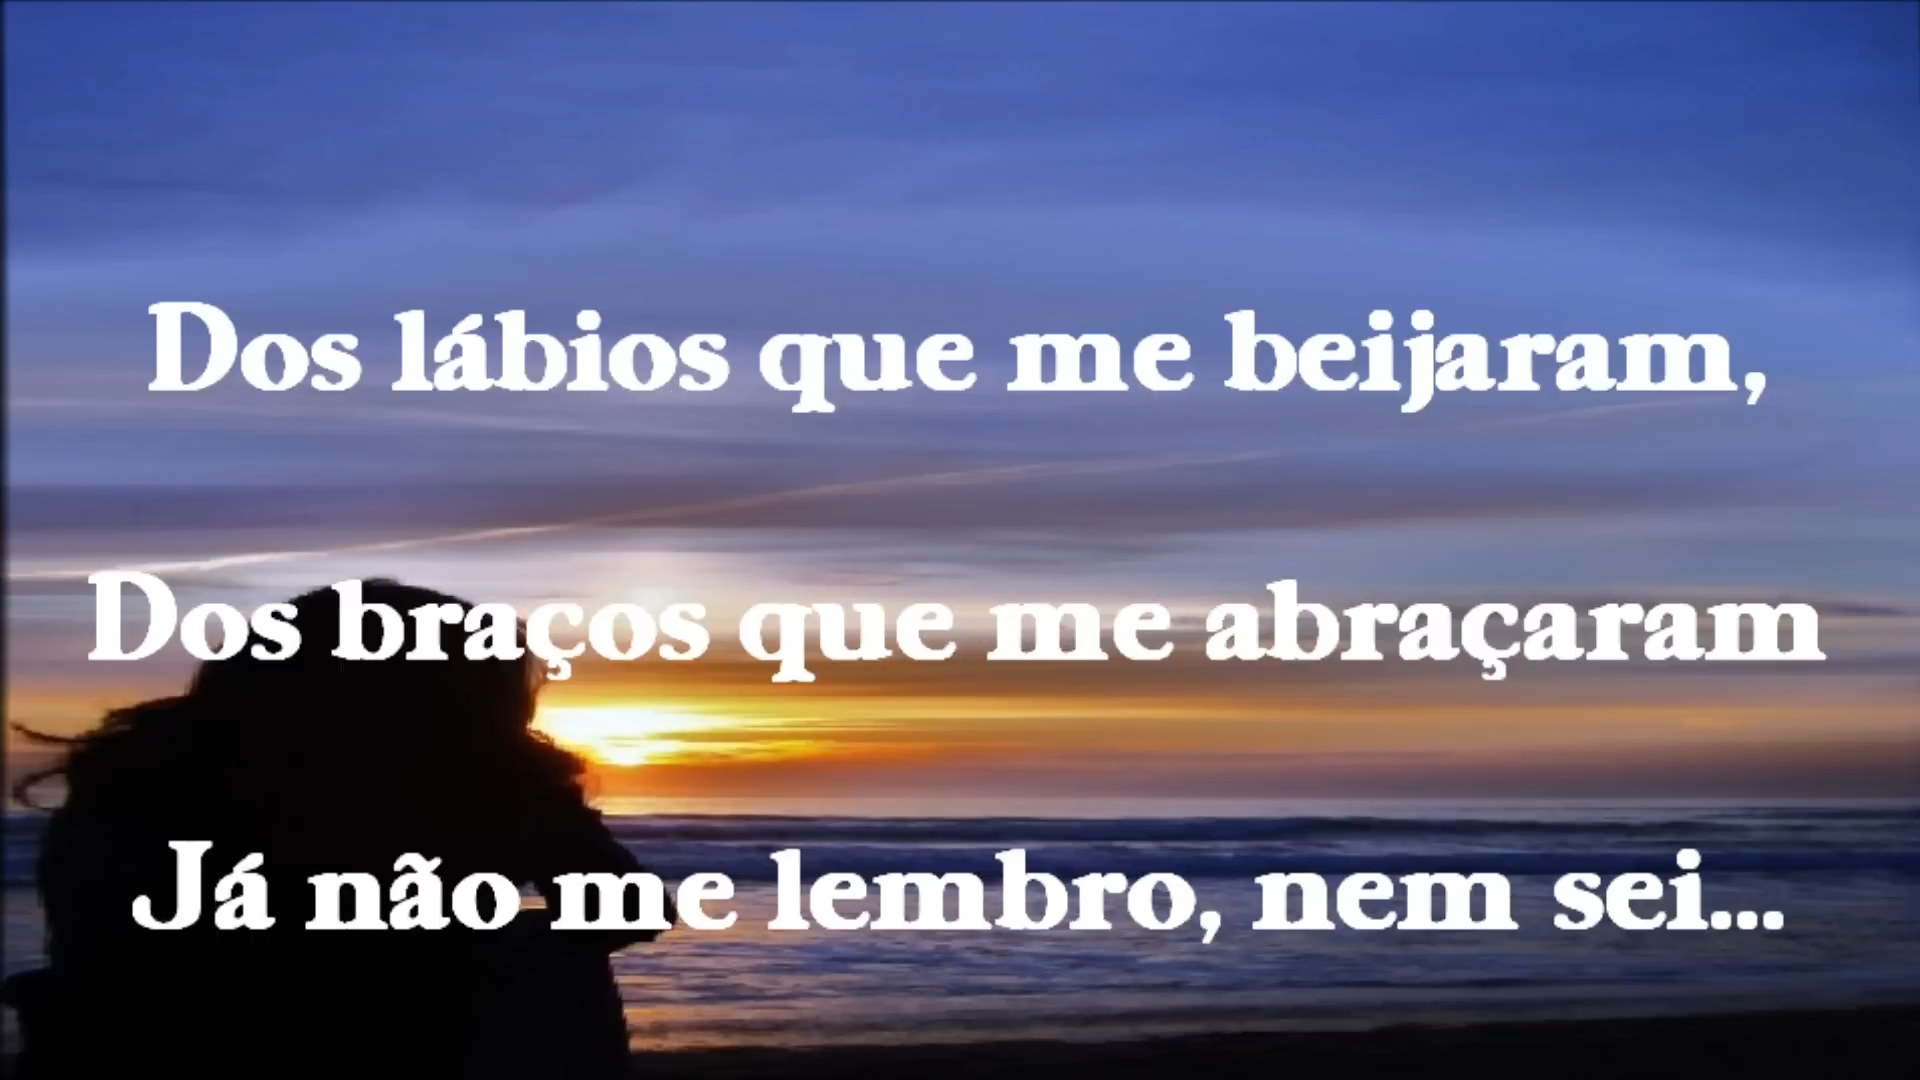 Dos lábios que me beijaram,
Dos braços que me abraçaram
Já não me lembro, nem sei...